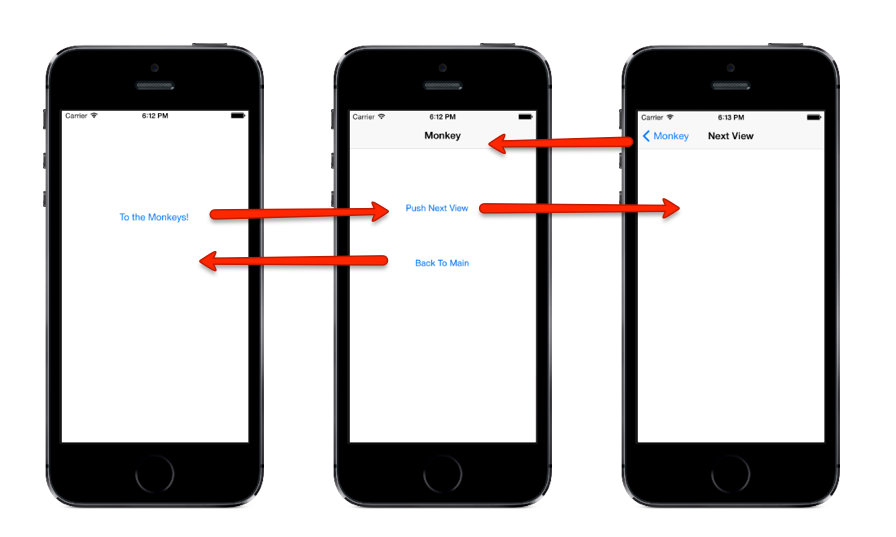 Carrier 6:12 PM
To the Monkeys!
Carrier 6:12 PM
Monkey
Push Next View
Back To Main
Carrier 6:13 PM
Monkey Next View